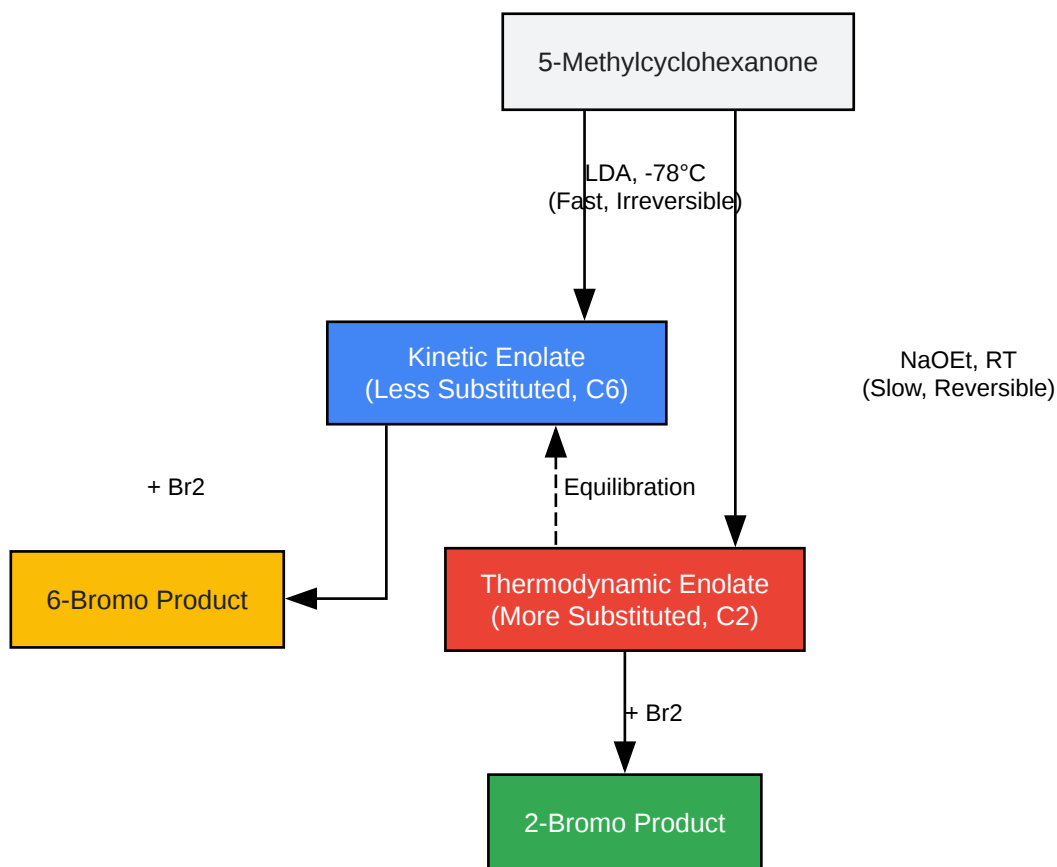 5-Methylcyclohexanone
LDA, -78°C
(Fast, Irreversible)
Kinetic Enolate
(Less Substituted, C6)
NaOEt, RT
(Slow, Reversible)
+ Br2
Equilibration
6-Bromo Product
Thermodynamic Enolate
(More Substituted, C2)
+ Br2
2-Bromo Product